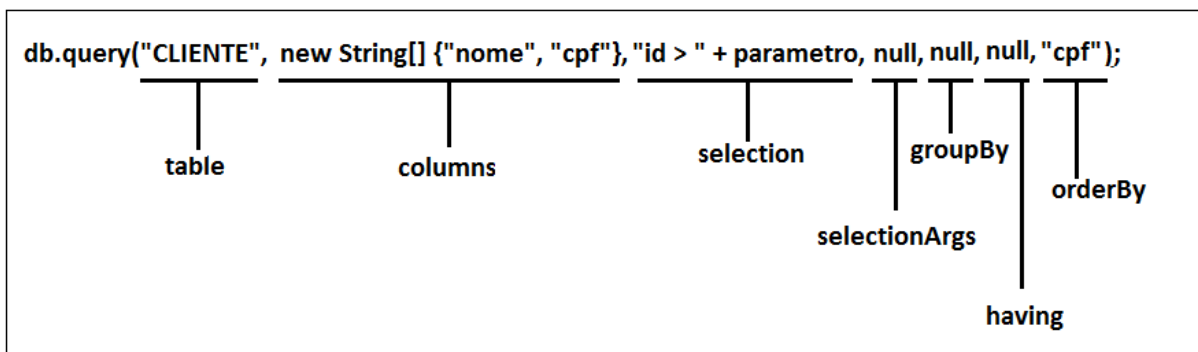 db.query("CLIENTE", new String[] {"nome", "cpf"}, "id > " + parametro, null, null, null, "cpf");
table
columns
selection
groupBy
orderBy
selectionArgs
having